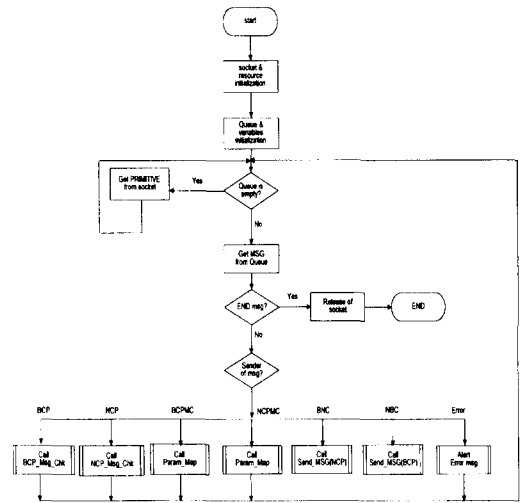 start
socket &
resource
initialization
Queue &
variables
initialization
Get PRIMITIVE
from socket
Yes
Queue is
empty?
No
Get MSG
from Queue
END msg?
Yes
Release of
socket
END
No
Sender
of msg?
BCP
NCP
BCPMC
NCPMC
BNC
NBC
Error
Call
BCP_Msg_Chk
Call
NCP_Msg_Chk
Call
Param_Map
Call
Param_Map
Call
Send_MSG(NCP)
Call
Send_MSG(BCP)
Alert
Error msg